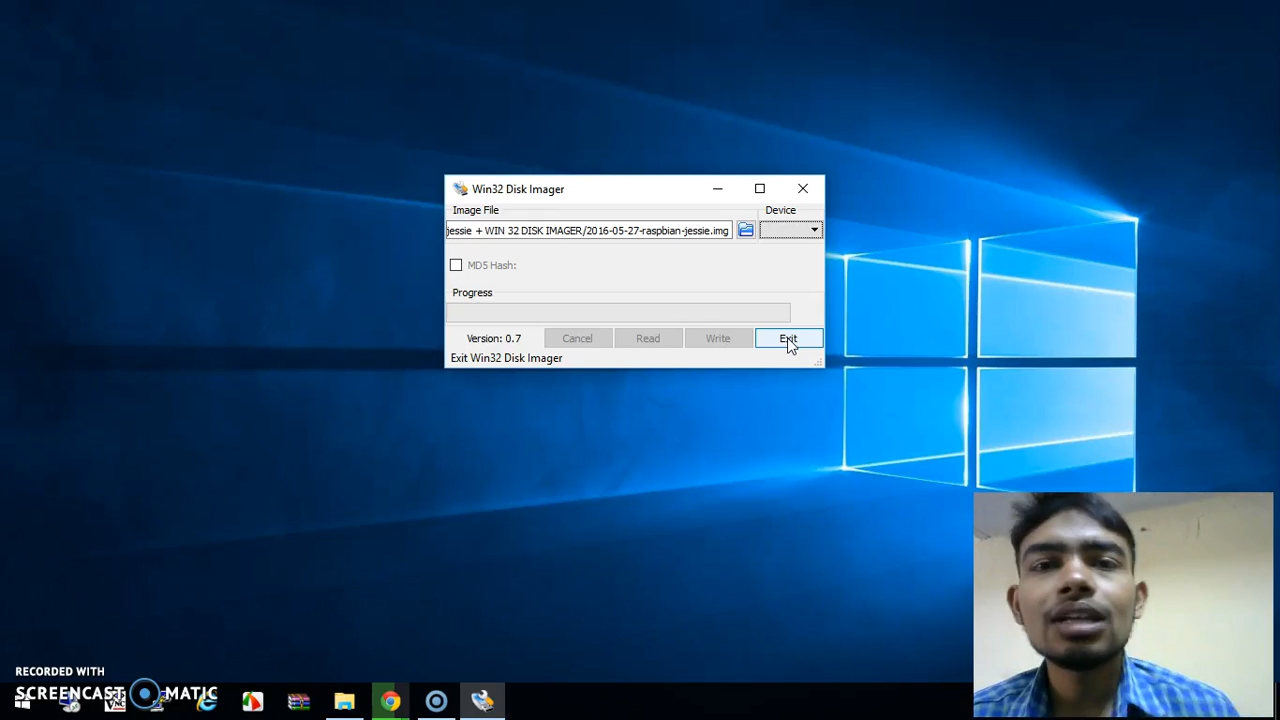 Win32 Disk Imager
Image File
Device
jessie + WIN 32 DISK IMAGER/2016-05-27-raspbian-jessie.img
MD5 Hash:
Progress
Version: 0.7
Cancel
Read
Write
Exit
Exit Win32 Disk Imager
RECORDED WITH
SCREENCAST MATIC